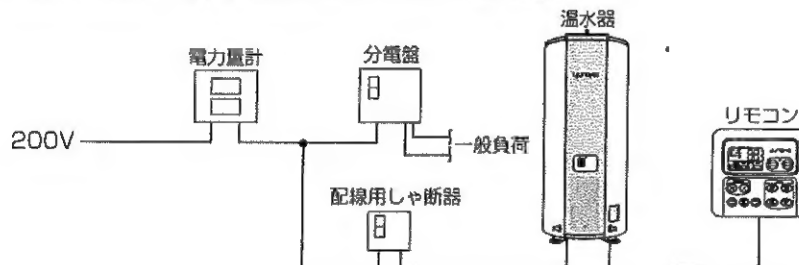 温水器
電力量計
分電盤
リモコン
200V
一般負荷
配線用しゃ断器